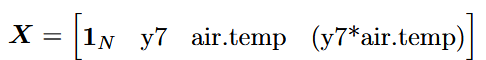 X = [1_N y7 air.temp (y7*air.temp)]